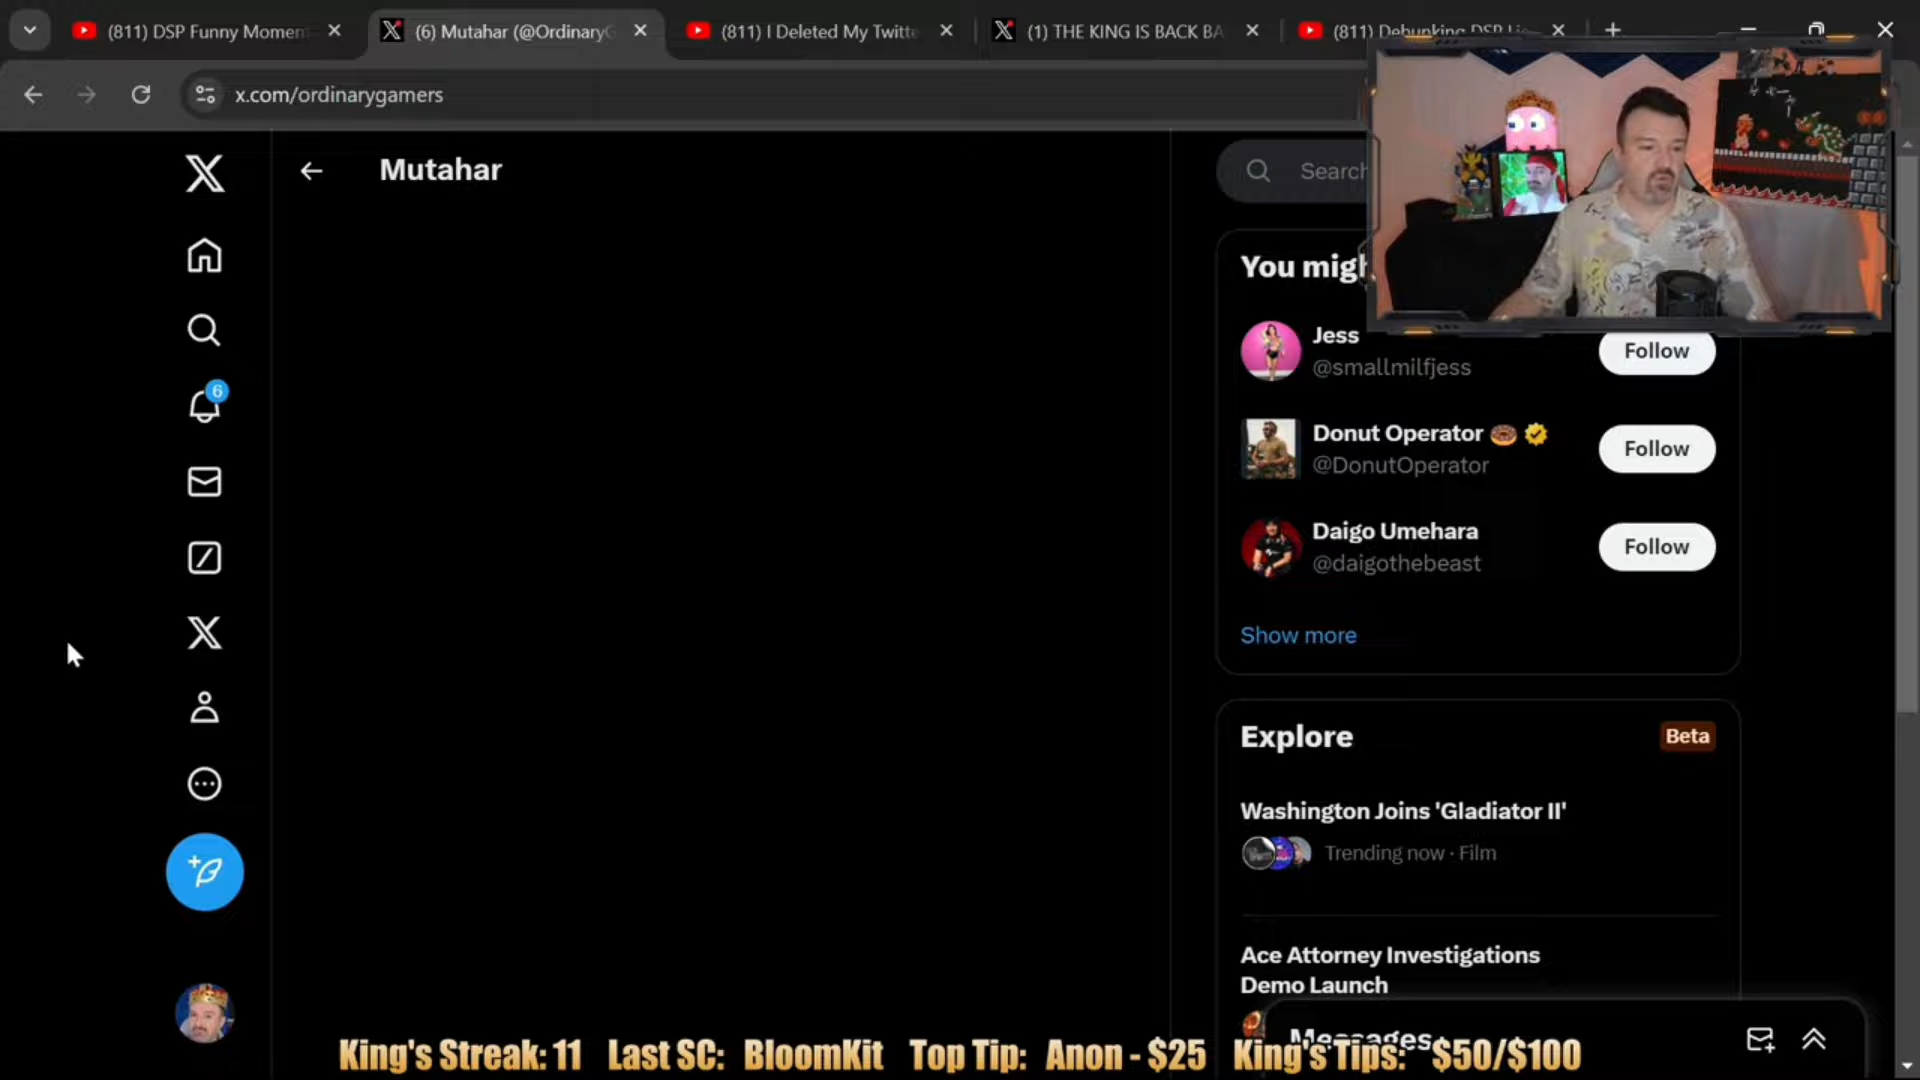 (811) DSP Funny Momen
(6) Mutahar (@OrdinaryG
(811) I Deleted My Twitte
(1) THE KING IS BACK BA
(811) Debunking DSP Li
x.com/ordinarygamers
Mutahar
Search
You migh
Jess
@smallmilfjess
Follow
Donut Operator
@DonutOperator
Follow
Daigo Umehara
@daigothebeast
Follow
Show more
6
Explore
Beta
Washington Joins 'Gladiator II'
Trending now · Film
Ace Attorney Investigations
Demo Launch
Messages
King's Streak: 11 Last SC: BloomKit Top Tip: Anon - $25 King's Tips: $50/$100